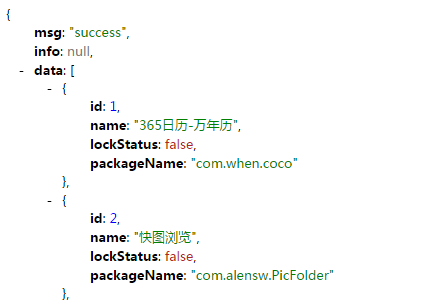 {
msg: "success",
info: null,
- data: [
- {
id: 1,
name: "365日历-万年历",
lockStatus: false,
packageName: "com.when.coco"
},
- {
id: 2,
name: "快图浏览",
lockStatus: false,
packageName: "com.alensw.PicFolder"
},